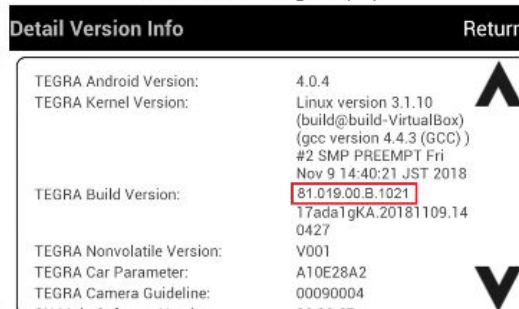 Detail Version Info Return
TEGRA Android Version: 4.0.4
TEGRA Kernel Version: Linux version 3.1.10
(build@build-VirtualBox)
(gcc version 4.4.3 (GCC) )
#2 SMP PREEMPT Fri
Nov 9 14:40:21 JST 2018
TEGRA Build Version: 81.019.00.B.1021
17ada1gKA.20181109.14
0427
TEGRA Nonvolatile Version: V001
TEGRA Car Parameter: A10E28A2
TEGRA Camera Guideline: 00090004